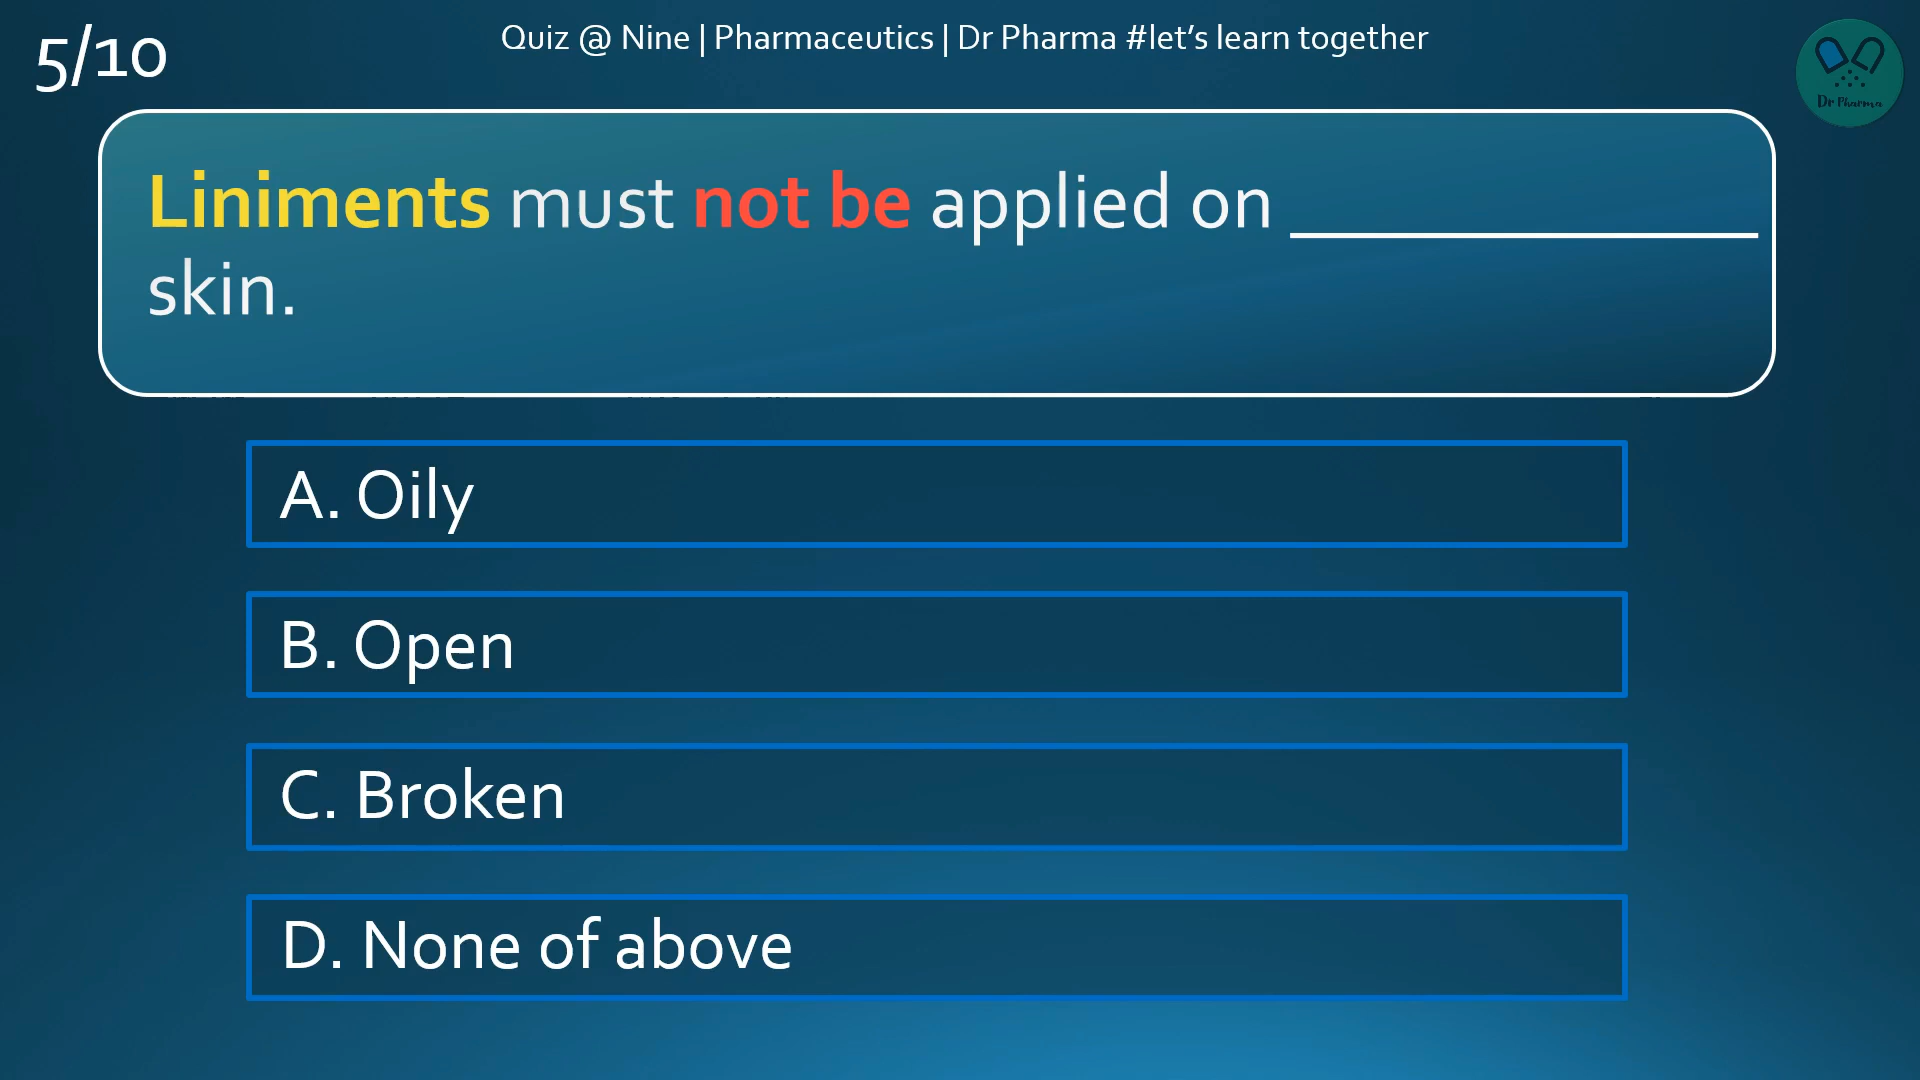 5/10
Quiz @ Nine | Pharmaceutics | Dr Pharma #let's learn together
Dr Pharma
Liniments must not be applied on ______________
skin.
A. Oily
B. Open
C. Broken
D. None of above